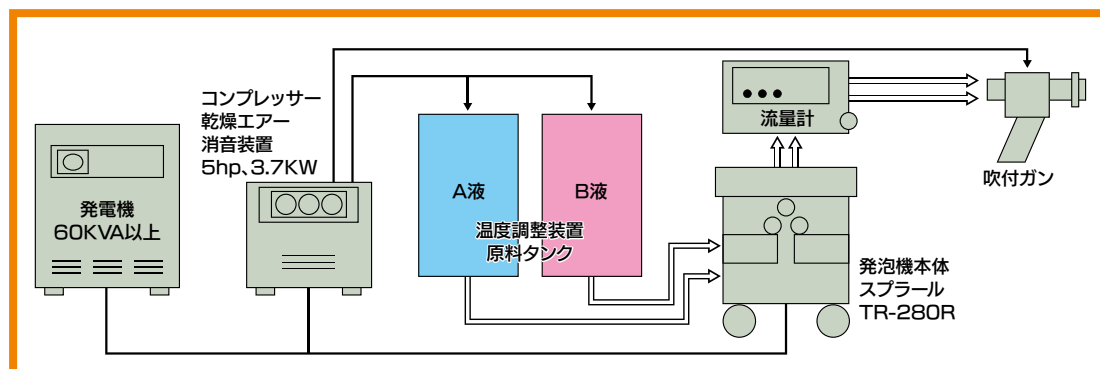 コンプレッサー
乾燥エアー
消音装置
5hp、3.7KW
発電機
60KVA以上
A液
B液
温度調整装置
原料タンク
流量計
吹付ガン
発泡機本体
スプラール
TR-280R